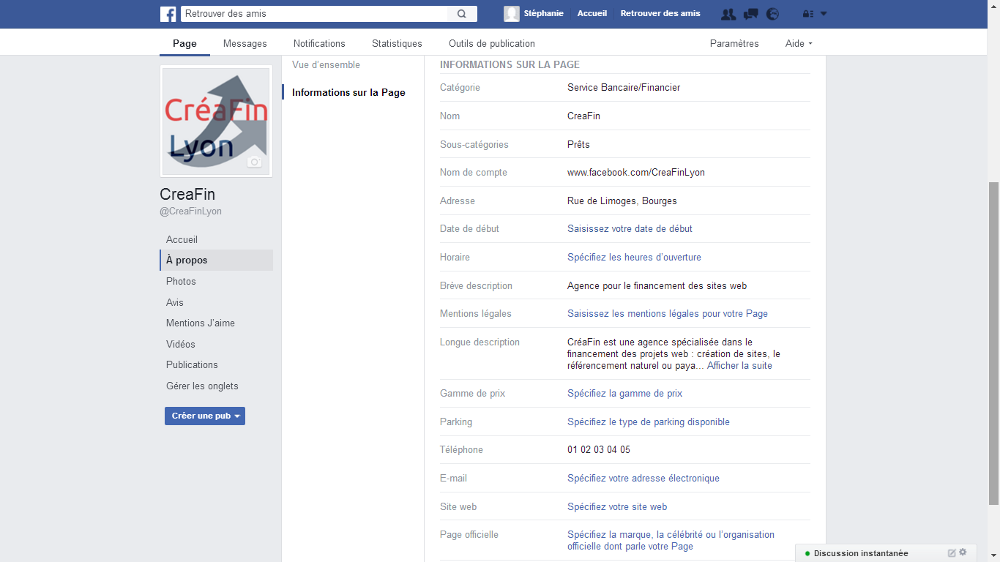 Retrouver des amis
Stéphanie Accueil Retrouver des amis
Page Messages Notifications Statistiques Outils de publication Paramètres Aide
CréaFin
Lyon
CreaFin
@CreaFinLyon
Accueil
À propos
Photos
Avis
Mentions J'aime
Vidéos
Publications
Gérer les onglets
Créer une pub
Vue d'ensemble
Informations sur la Page
INFORMATIONS SUR LA PAGE
Catégorie Service Bancaire/Financier
Nom CreaFin
Sous-catégories Prêts
Nom de compte www.facebook.com/CreaFinLyon
Adresse Rue de Limoges, Bourges
Date de début Saisissez votre date de début
Horaire Spécifiez les heures d'ouverture
Brève description Agence pour le financement des sites web
Mentions légales Saisissez les mentions légales pour votre Page
Longue description CréaFin est une agence spécialisée dans le
financement des projets web : création de sites, le
référencement naturel ou paya... Afficher la suite
Gamme de prix Spécifiez la gamme de prix
Parking Spécifiez le type de parking disponible
Téléphone 01 02 03 04 05
E-mail Spécifiez votre adresse électronique
Site web Spécifiez votre site web
Page officielle Spécifiez la marque, la célébrité ou l'organisation
officielle dont parle votre Page
Discussion instantanée